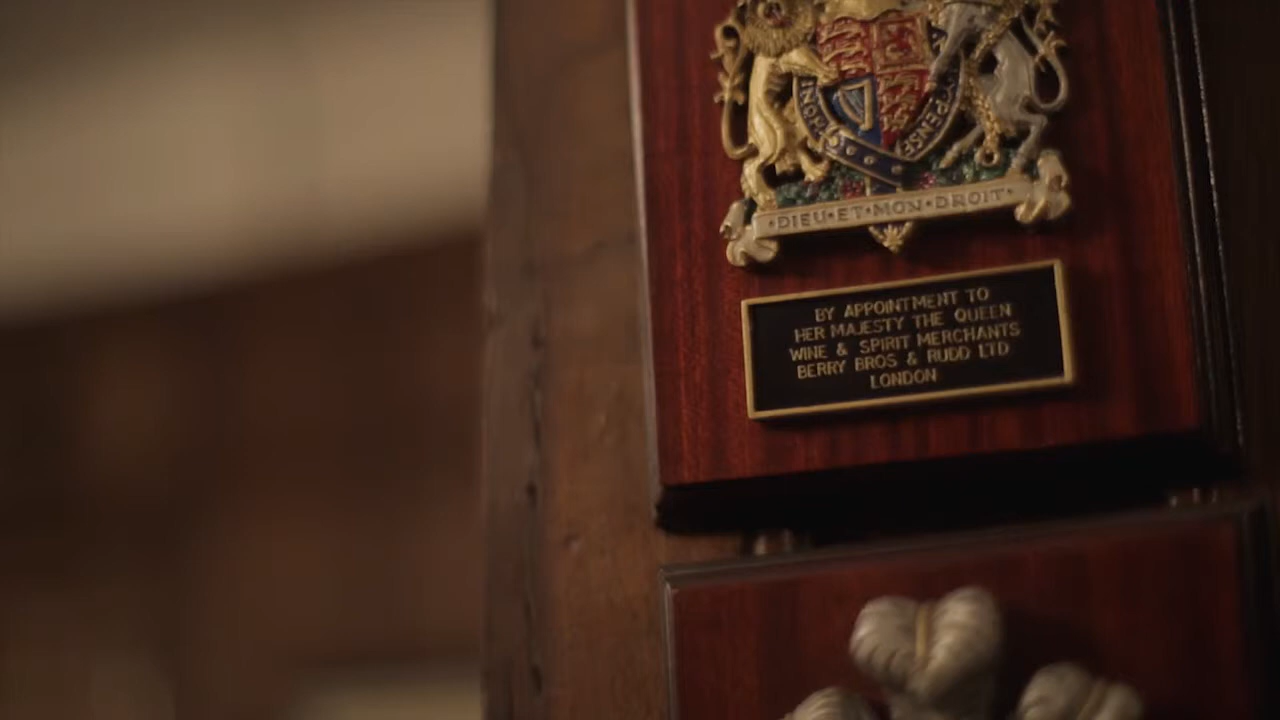 ·DIEU·ET·MON·DROIT·
BY APPOINTMENT TO
HER MAJESTY THE QUEEN
WINE & SPIRIT MERCHANTS
BERRY BROS & RUDD LTD
LONDON